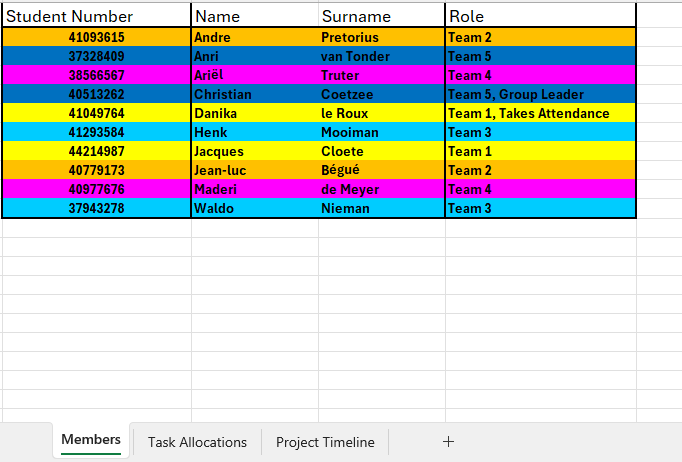 Student Number Name Surname Role
41093615 Andre Pretorius Team 2
37328409 Anri van Tonder Team 5
38566567 Ariël Truter Team 4
40513262 Christian Coetzee Team 5, Group Leader
41049764 Danika le Roux Team 1, Takes Attendance
41293584 Henk Mooiman Team 3
44214987 Jacques Cloete Team 1
40779173 Jean-luc Bégué Team 2
40977676 Maderi de Meyer Team 4
37943278 Waldo Nieman Team 3
Members Task Allocations Project Timeline +